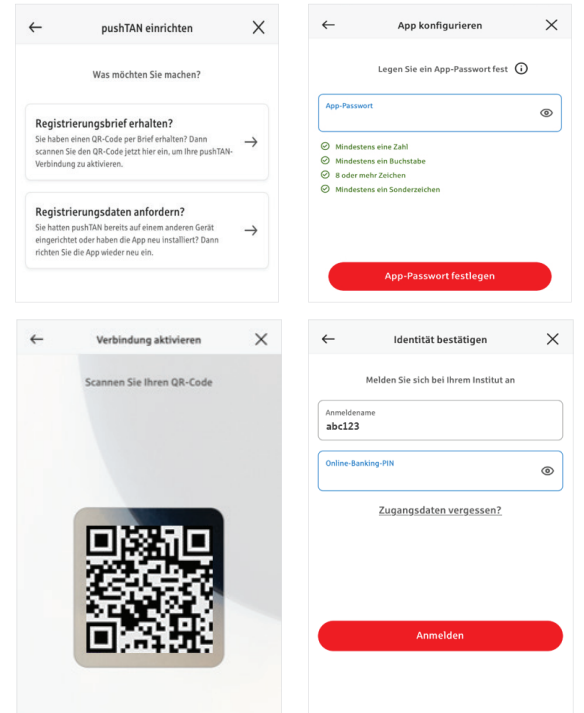 pushTAN einrichten
Was möchten Sie machen?
Registrierungsbrief erhalten?
Sie haben einen QR-Code per Brief erhalten? Dann
scannen Sie den QR-Code jetzt hier ein, um Ihre pushTAN-
Verbindung zu aktivieren.
Registrierungsdaten anfordern?
Sie hatten pushTAN bereits auf einem anderen Gerät
eingerichtet oder haben die App neu installiert? Dann
richten Sie die App wieder neu ein.
App konfigurieren
Legen Sie ein App-Passwort fest
App-Passwort
Mindestens eine Zahl
Mindestens ein Buchstabe
8 oder mehr Zeichen
Mindestens ein Sonderzeichen
App-Passwort festlegen
Verbindung aktivieren
Scannen Sie Ihren QR-Code
Identität bestätigen
Melden Sie sich bei Ihrem Institut an
Anmeldename
abc123
Online-Banking-PIN
Zugangsdaten vergessen?
Anmelden